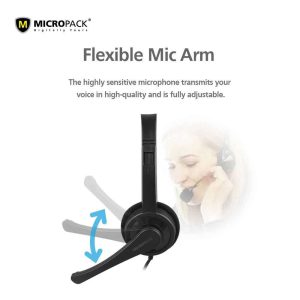 M MICROPACK®
Digitally Yours
Flexible Mic Arm
The highly sensitive microphone transmits your
voice in high-quality and is fully adjustable.